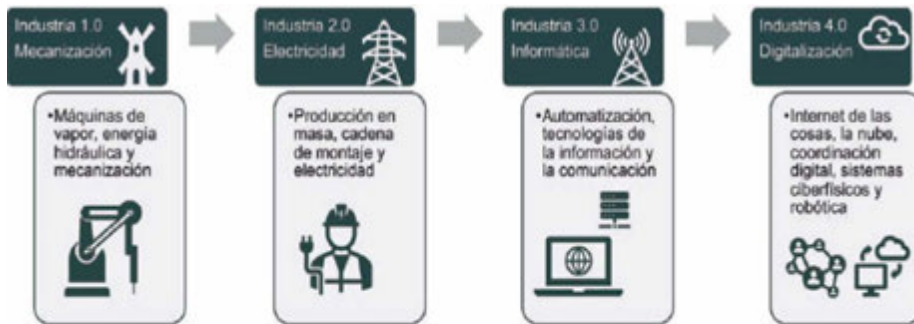 Industria 1.0
Mecanización
Industria 2.0
Electricidad
Industria 3.0
Informática
Industria 4.0
Digitalización
•Máquinas de
vapor, energía
hidráulica y
mecanización
•Producción en
masa, cadena
de montaje y
electricidad
•Automatización,
tecnologías de
la información y
la comunicación
•Internet de las
cosas, la nube,
coordinación
digital, sistemas
ciberfísicos y
robótica